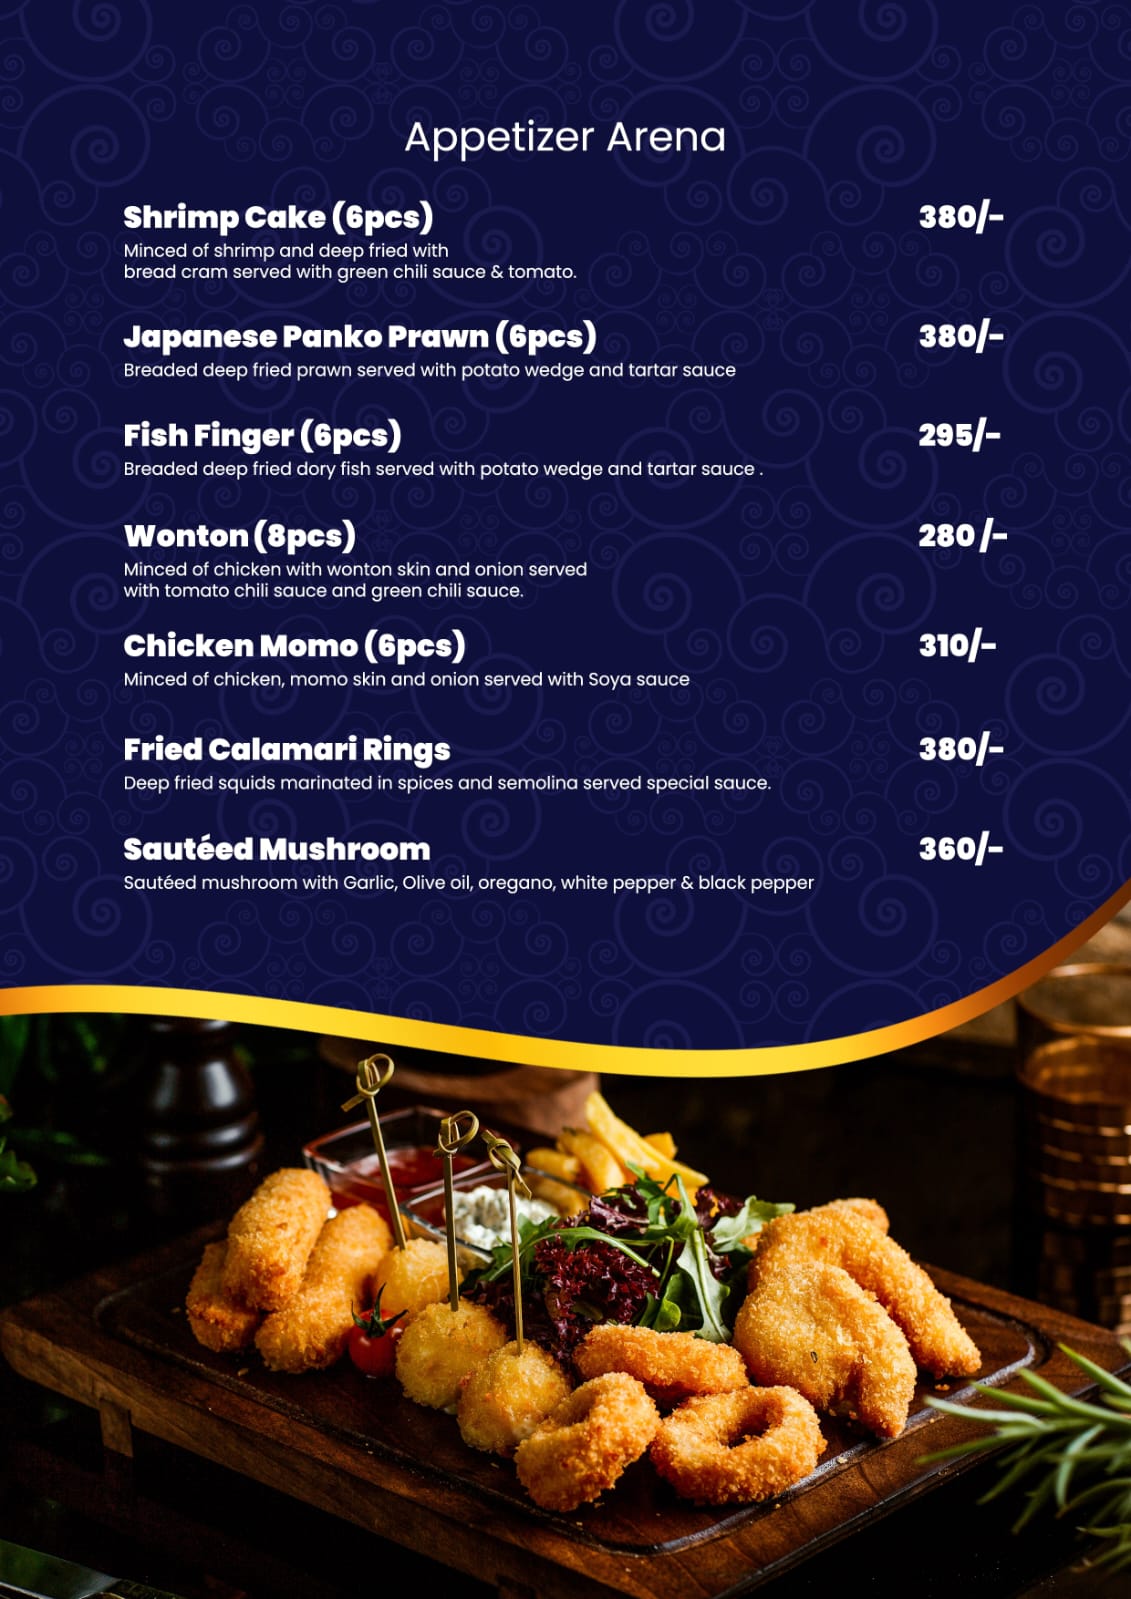 Appetizer Arena
Shrimp Cake (6pcs) 380/-
Minced of shrimp and deep fried with
bread cram served with green chili sauce & tomato.
Japanese Panko Prawn (6pcs) 380/-
Breaded deep fried prawn served with potato wedge and tartar sauce
Fish Finger (6pcs) 295/-
Breaded deep fried dory fish served with potato wedge and tartar sauce .
Wonton (8pcs) 280 /-
Minced of chicken with wonton skin and onion served
with tomato chili sauce and green chili sauce.
Chicken Momo (6pcs) 310/-
Minced of chicken, momo skin and onion served with Soya sauce
Fried Calamari Rings 380/-
Deep fried squids marinated in spices and semolina served special sauce.
Sautéed Mushroom 360/-
Sautéed mushroom with Garlic, Olive oil, oregano, white pepper & black pepper